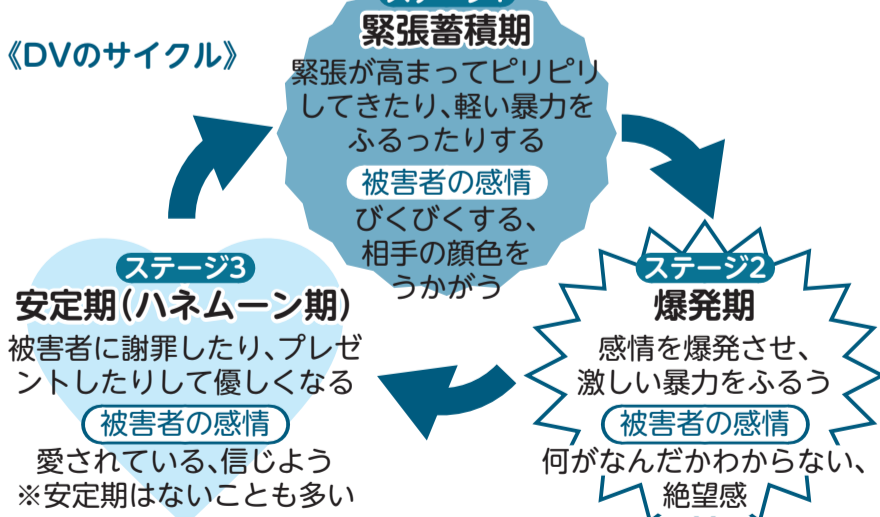 《DVのサイクル》
緊張蓄積期
緊張が高まってピリピリ
してきたり、軽い暴力を
ふるったりする
被害者の感情
びくびくする、
相手の顔色を
うかがう
ステージ2
爆発期
感情を爆発させ、
激しい暴力をふるう
被害者の感情
何がなんだかわからない、
絶望感
ステージ3
安定期(ハネムーン期)
被害者に謝罪したり、プレゼ
ントしたりして優しくなる
被害者の感情
愛されている、信じよう
※安定期はないことも多い